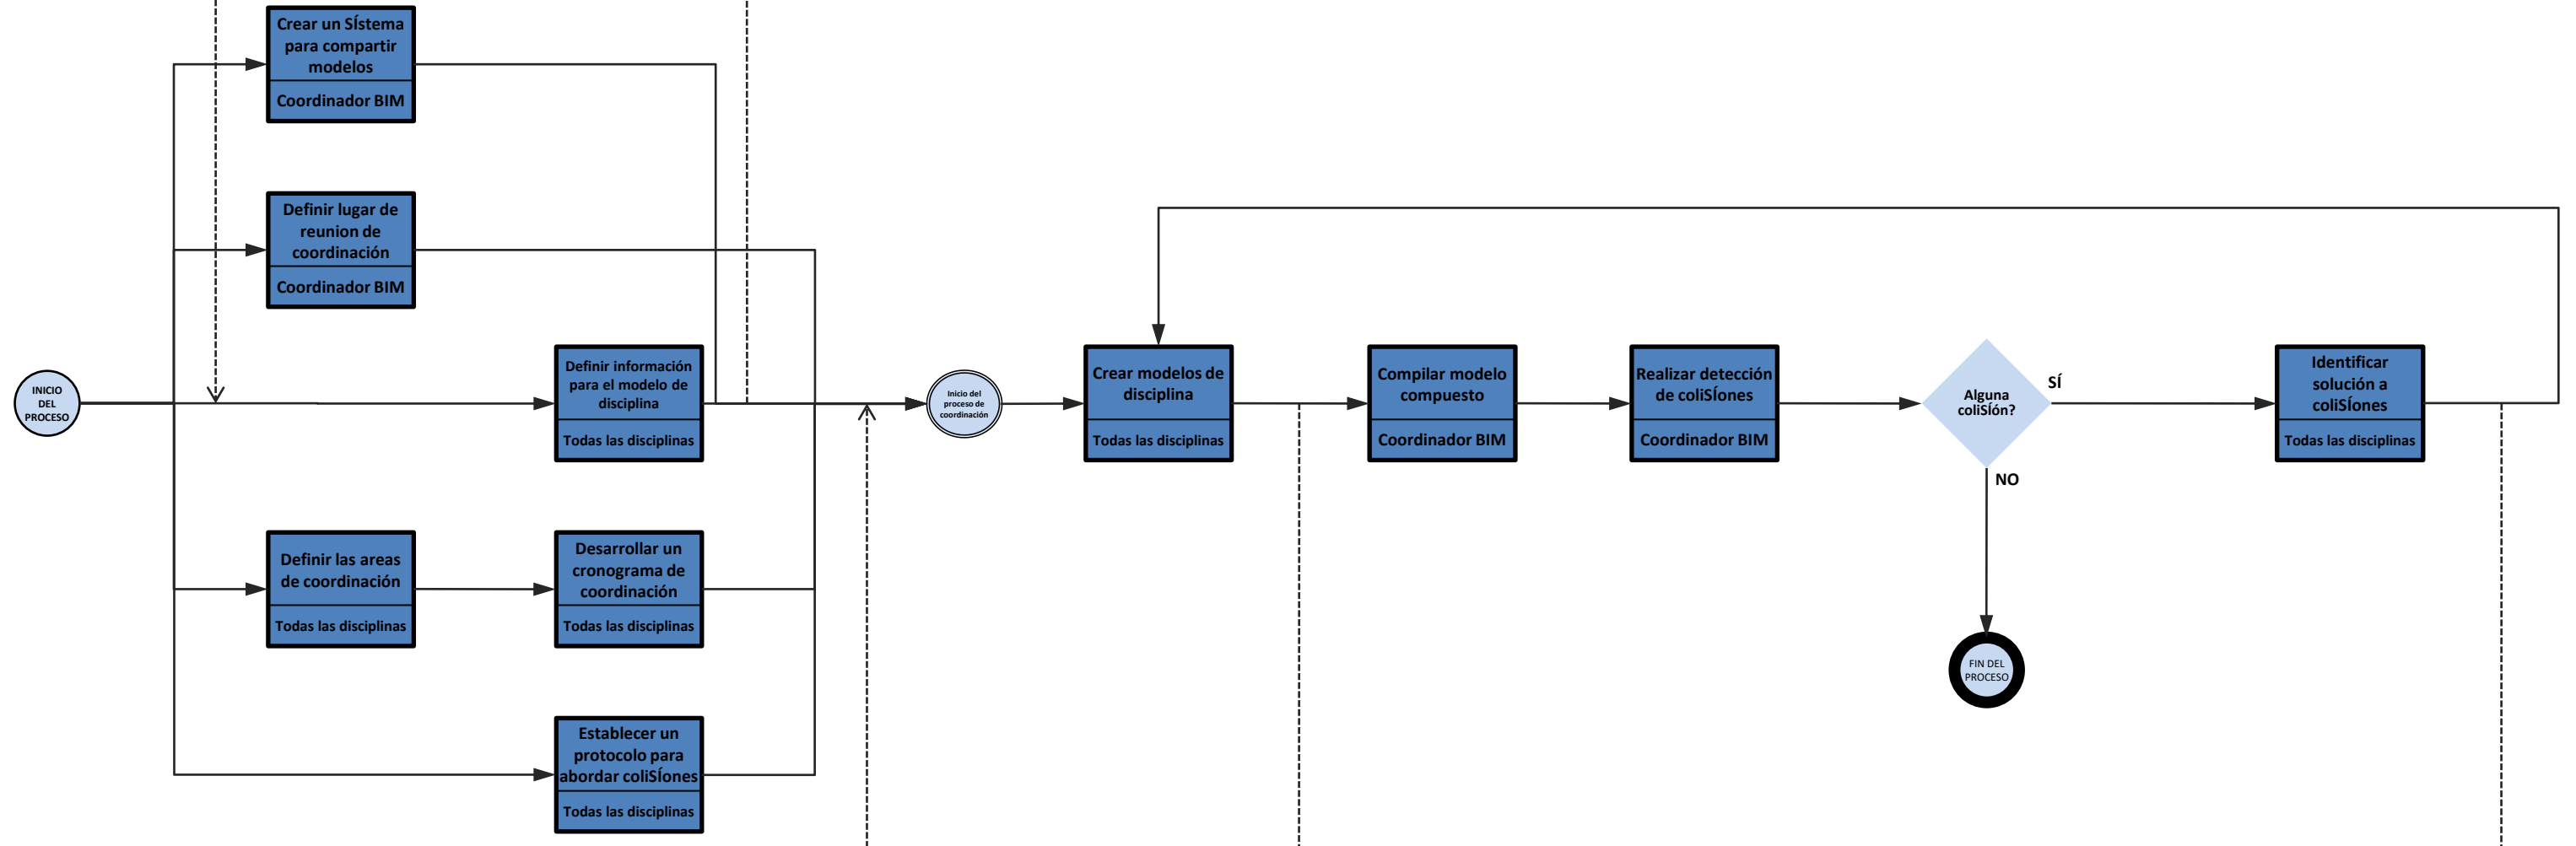 Crear un SÍstema
para compartir
modelos
Coordinador BIM
Definir lugar de
reunion de
coordinación
Coordinador BIM
INICIO
DEL
PROCESO
Definir información
para el modelo de
disciplina
Todas las disciplinas
Definir las areas
de coordinación
Todas las disciplinas
Desarrollar un
cronograma de
coordinación
Todas las disciplinas
Establecer un
protocolo para
abordar coliSÍones
Todas las disciplinas
Inicio del
proceso de
coordinación
Crear modelos de
disciplina
Todas las disciplinas
Compilar modelo
compuesto
Coordinador BIM
Realizar detección
de coliSÍones
Coordinador BIM
Alguna
coliSÍón?
SÍ
NO
Identificar
solución a
coliSÍones
Todas las disciplinas
FIN DEL
PROCESO